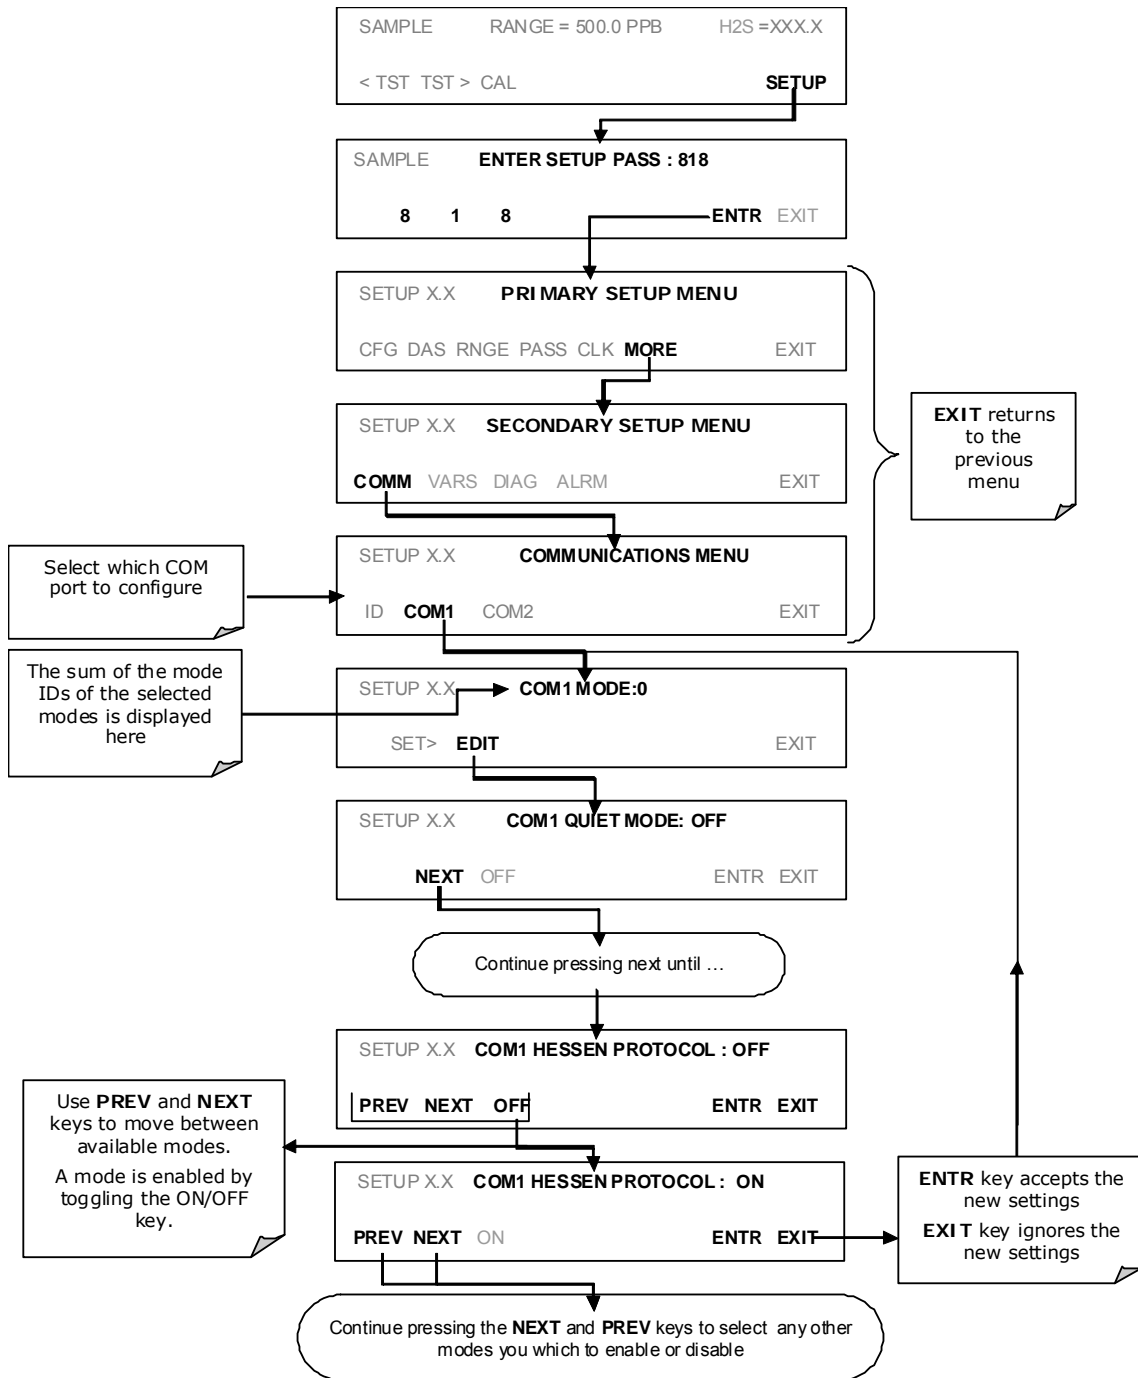 SAMPLE RANGE = 500.0 PPB H2S =XXX.X
< TST TST > CAL SETUP
SAMPLE ENTER SETUP PASS : 818
8 1 8 ENTR EXIT
SETUP X.X PRIMARY SETUP MENU
CFG DAS RNGE PASS CLK MORE EXIT
SETUP X.X SECONDARY SETUP MENU
COMM VARS DIAG ALRM EXIT
EXIT returns
to the
previous
menu
SETUP X.X COMMUNICATIONS MENU
ID COM1 COM2 EXIT
Select which COM
port to configure
The sum of the mode
IDs of the selected
modes is displayed
here
SETUP X.X COM1 MODE:0
SET> EDIT EXIT
SETUP X.X COM1 QUIET MODE: OFF
NEXT OFF ENTR EXIT
Continue pressing next until …
SETUP X.X COM1 HESSEN PROTOCOL : OFF
PREV NEXT OFF ENTR EXIT
Use PREV and NEXT
keys to move between
available modes.
A mode is enabled by
toggling the ON/OFF
key.
SETUP X.X COM1 HESSEN PROTOCOL : ON
PREV NEXT ON ENTR EXIT
ENTR key accepts the
new settings
EXIT key ignores the
new settings
Continue pressing the NEXT and PREV keys to select any other
modes you which to enable or disable